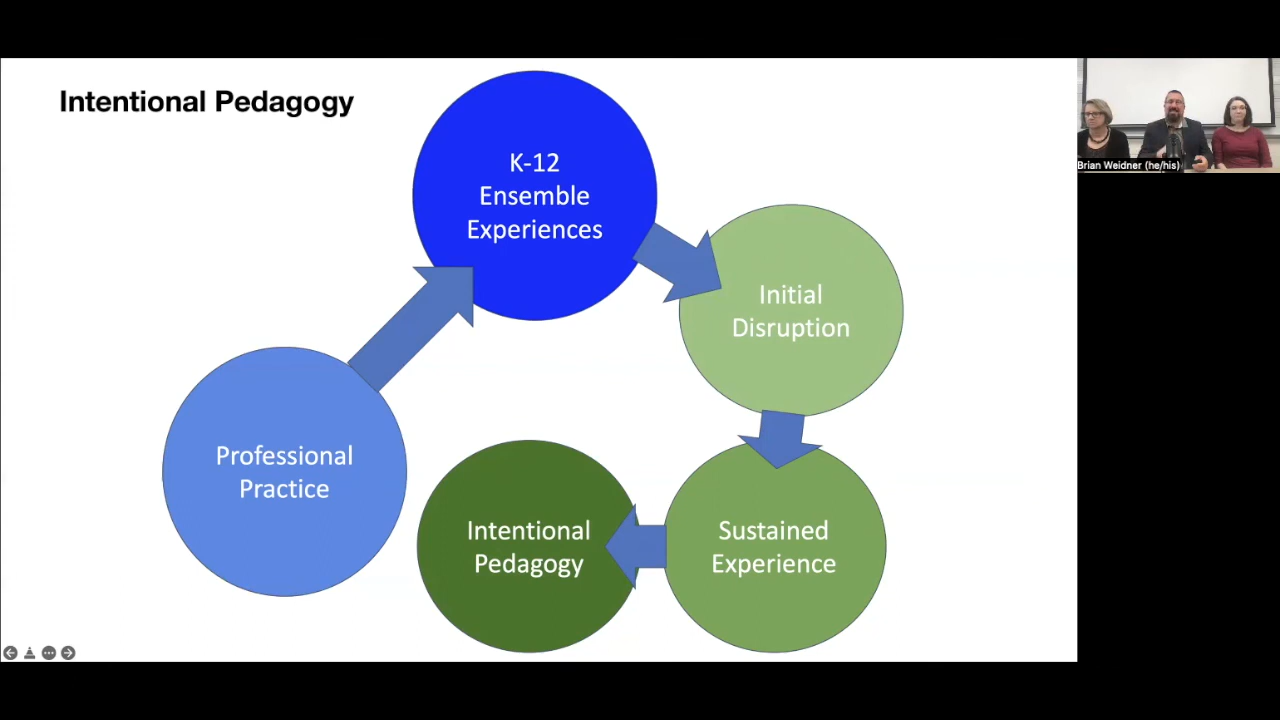 Intentional Pedagogy
K-12
Ensemble
Experiences
Initial
Disruption
Professional
Practice
Intentional
Pedagogy
Sustained
Experience
Brian Weidner (he/his)